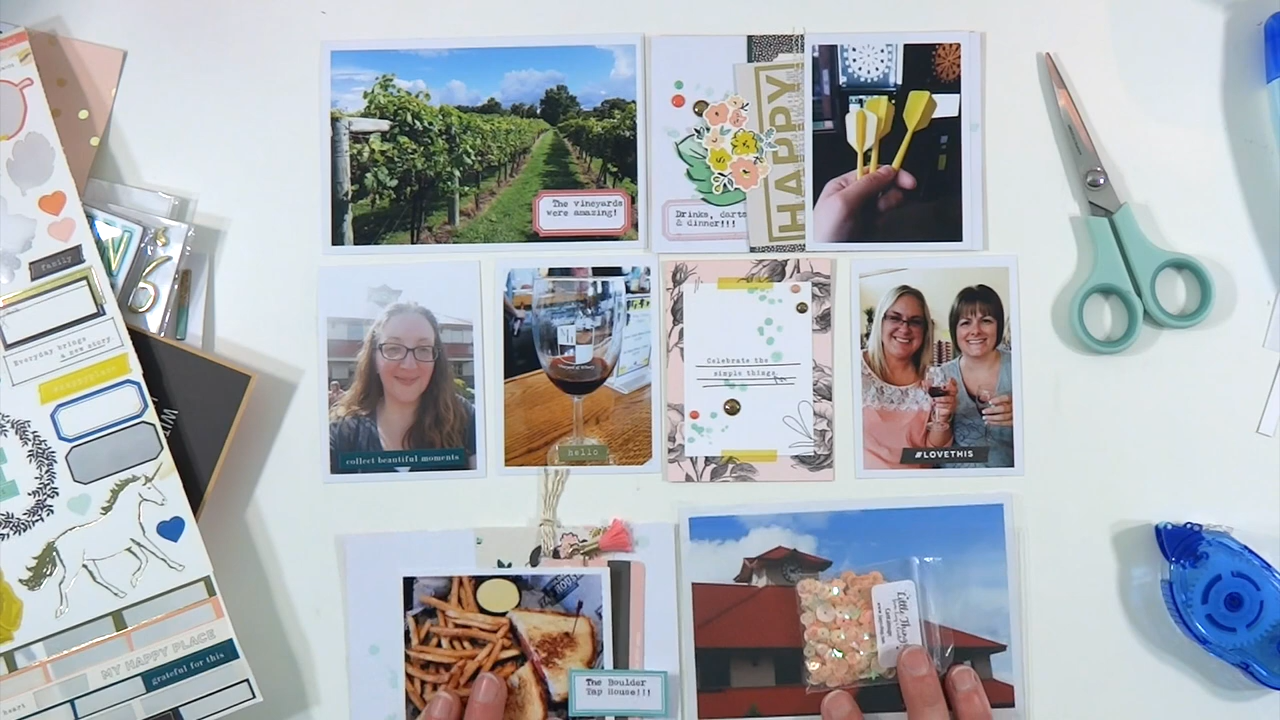 The vineyards
were amazing!
Drinks, darts
& dinner!!!
HAPPY
family
Everyday brings
a new story.
collect beautiful moments
hello
Celebrate the
simple things
#LOVETHIS
MY HAPPY PLACE
grateful for this
heart
The Boulder
Tap House!!!
Little Things